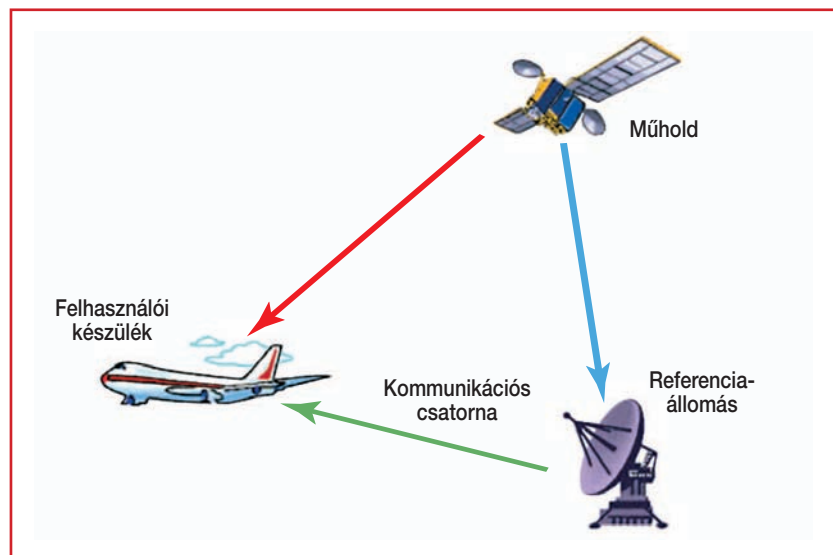 Műhold
Felhasználói
készülék
Kommunikációs
csatorna
Referencia-
állomás